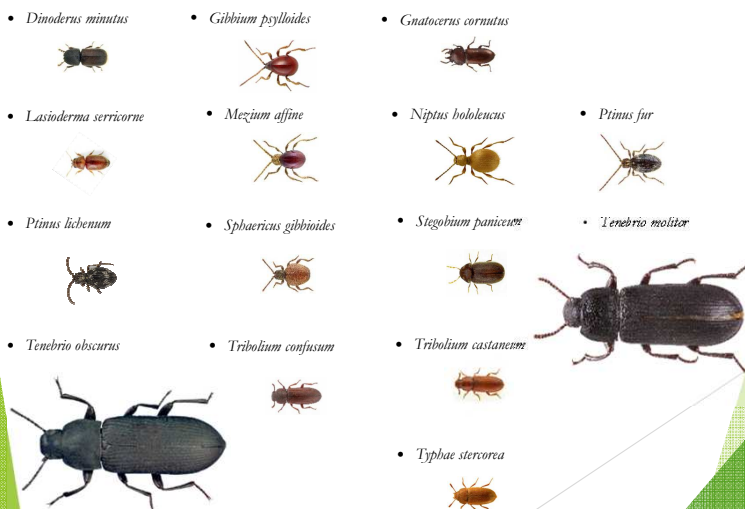 • Dinoderus minutus
• Gibbium psylloides
• Gnatocerus cornutus
• Lasioderma serricorne
• Mezium affine
• Niptus hololeucus
• Ptinus fur
• Ptinus lichenum
• Sphaericus gibbioides
• Stegobium paniceum
• Tenebrio molitor
• Tenebrio obscurus
• Tribolium confusum
• Tribolium castaneum
• Typhae stercorea